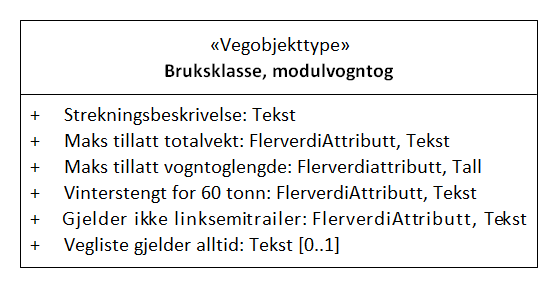 «Vegobjekttype»
Bruksklasse, modulvogntog
+ Strekningsbeskrivelse: Tekst
+ Maks tillatt totalvekt: FlerverdiAttributt, Tekst
+ Maks tillatt vogntoglengde: Flerverdiattributt, Tall
+ Vinterstengt for 60 tonn: FlerverdiAttributt, Tekst
+ Gjelder ikke linksemitrailer: FlerverdiAttributt, Tekst
+ Vegliste gjelder alltid: Tekst [0..1]